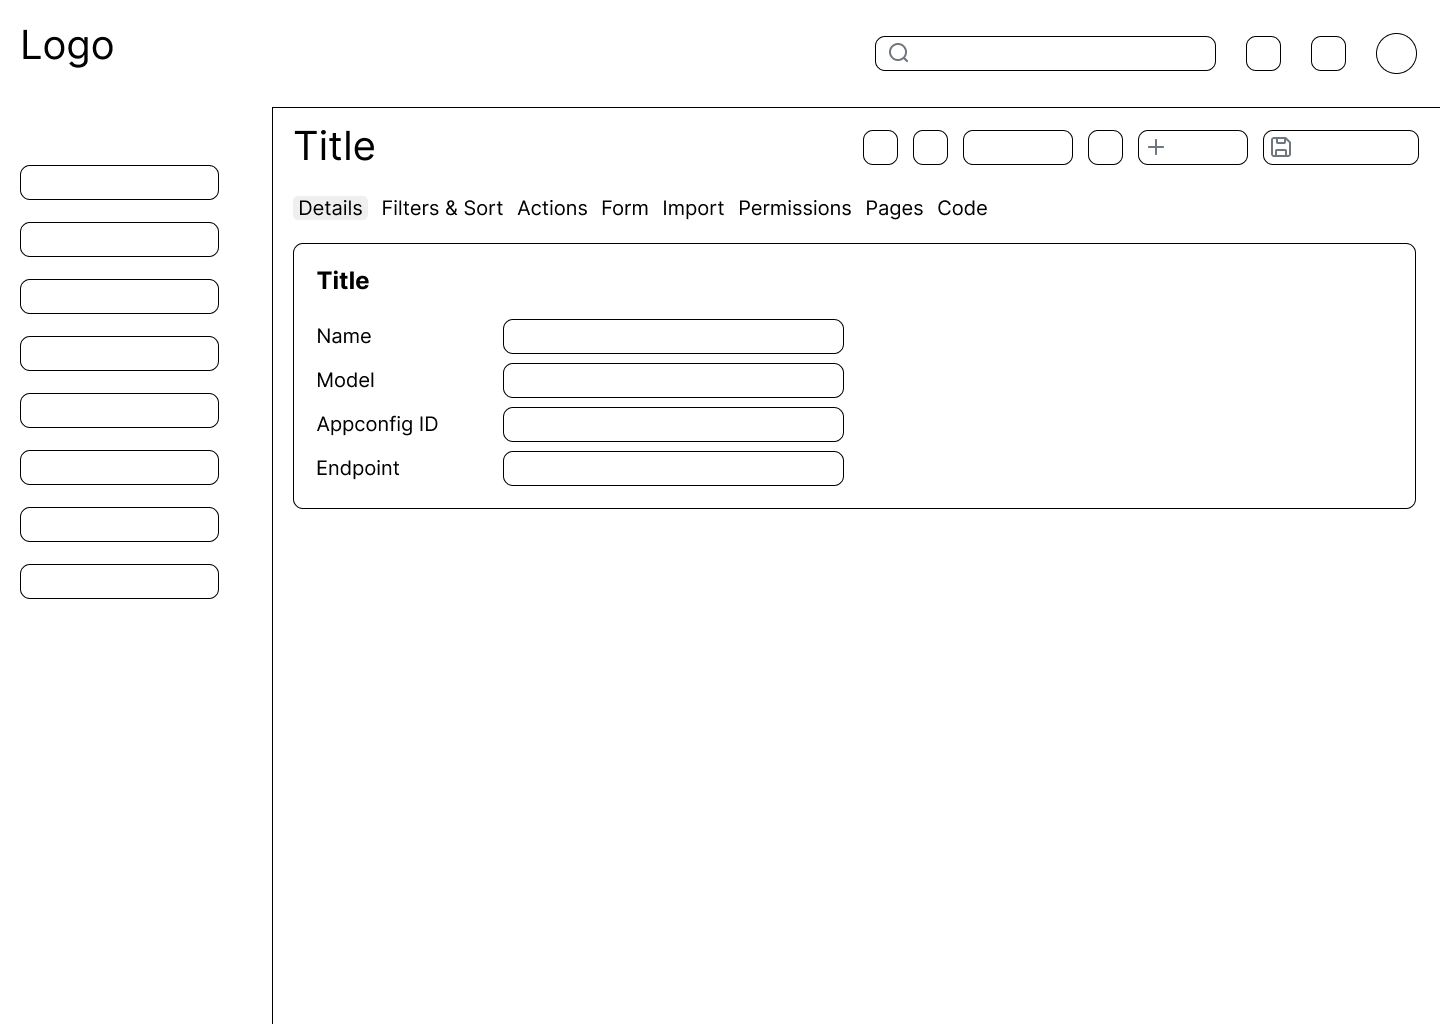 Logo
Title
Details Filters & Sort Actions Form Import Permissions Pages Code
Title
Name
Model
Appconfig ID
Endpoint